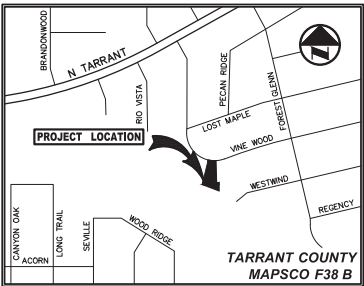 BRANDONWOOD
N TARRANT
RIO VISTA
PECAN RIDGE
FOREST GLENN
LOST MAPLE
PROJECT LOCATION
VINE WOOD
WESTWIND
REGENCY
CANYON OAK
LONG TRAIL
SEVILLE
WOOD RIDGE
ACORN
TARRANT COUNTY
MAPSCO F38 B